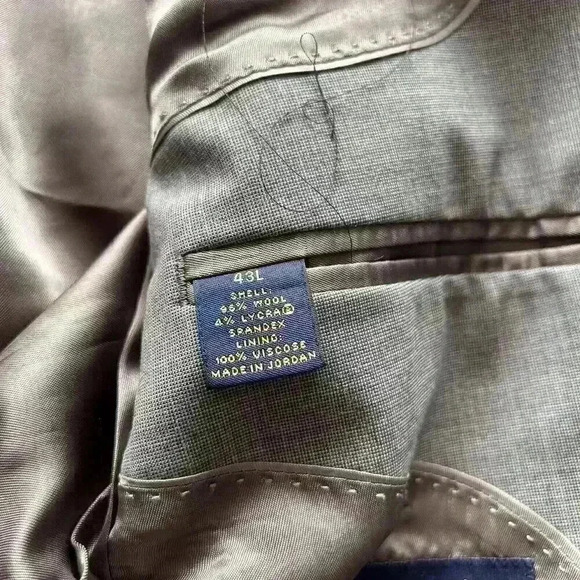 43L
SHELL:
96% WOOL
4% LYCRA®
SPANDEX
LINING:
100% VISCOSE
MADE IN JORDAN